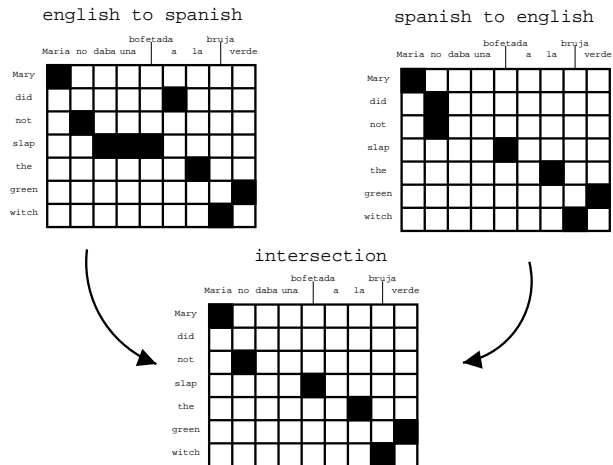 english to spanish
spanish to english
bofetada bruja
Maria no daba una a la verde
Mary
did
not
slap
the
green
witch
bofetada bruja
Maria no daba una a la verde
Mary
did
not
slap
the
green
witch
intersection
bofetada bruja
Maria no daba una a la verde
Mary
did
not
slap
the
green
witch